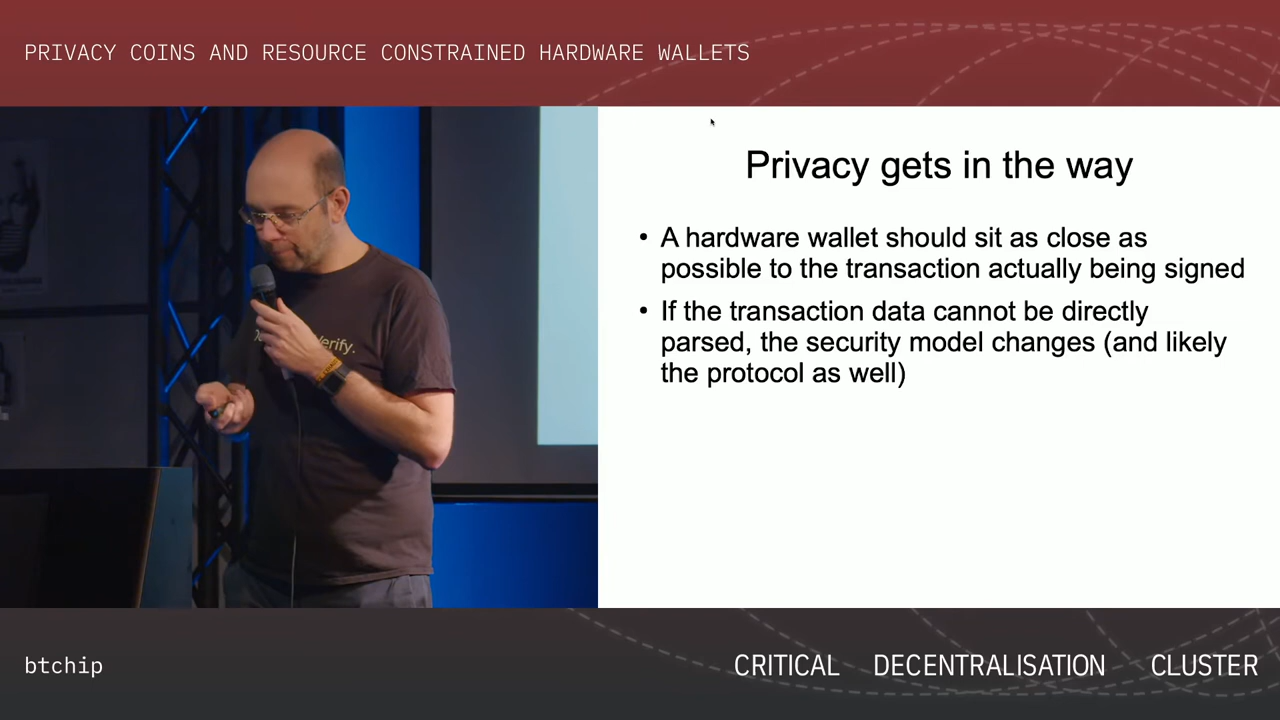 PRIVACY COINS AND RESOURCE CONSTRAINED HARDWARE WALLETS
Privacy gets in the way
• A hardware wallet should sit as close as
possible to the transaction actually being signed
• If the transaction data cannot be directly
parsed, the security model changes (and likely
the protocol as well)
btchip
CRITICAL DECENTRALISATION CLUSTER